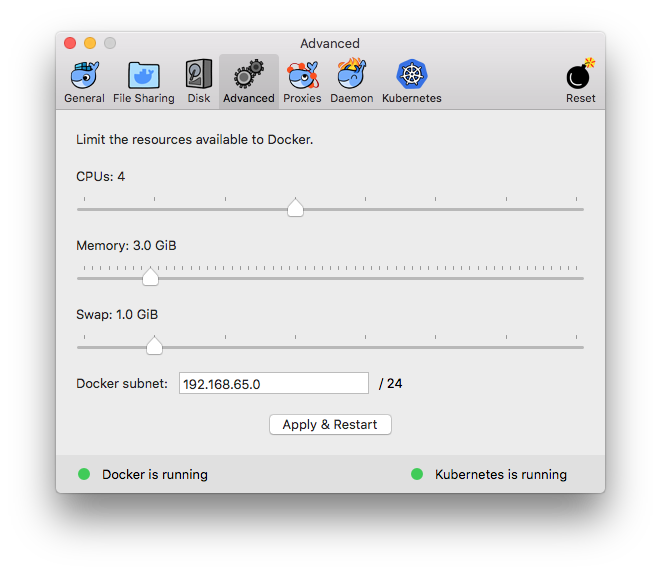 Advanced
General File Sharing Disk Advanced Proxies Daemon Kubernetes Reset
Limit the resources available to Docker.
CPUs: 4
Memory: 3.0 GiB
Swap: 1.0 GiB
Docker subnet: 192.168.65.0 / 24
Apply & Restart
Docker is running Kubernetes is running